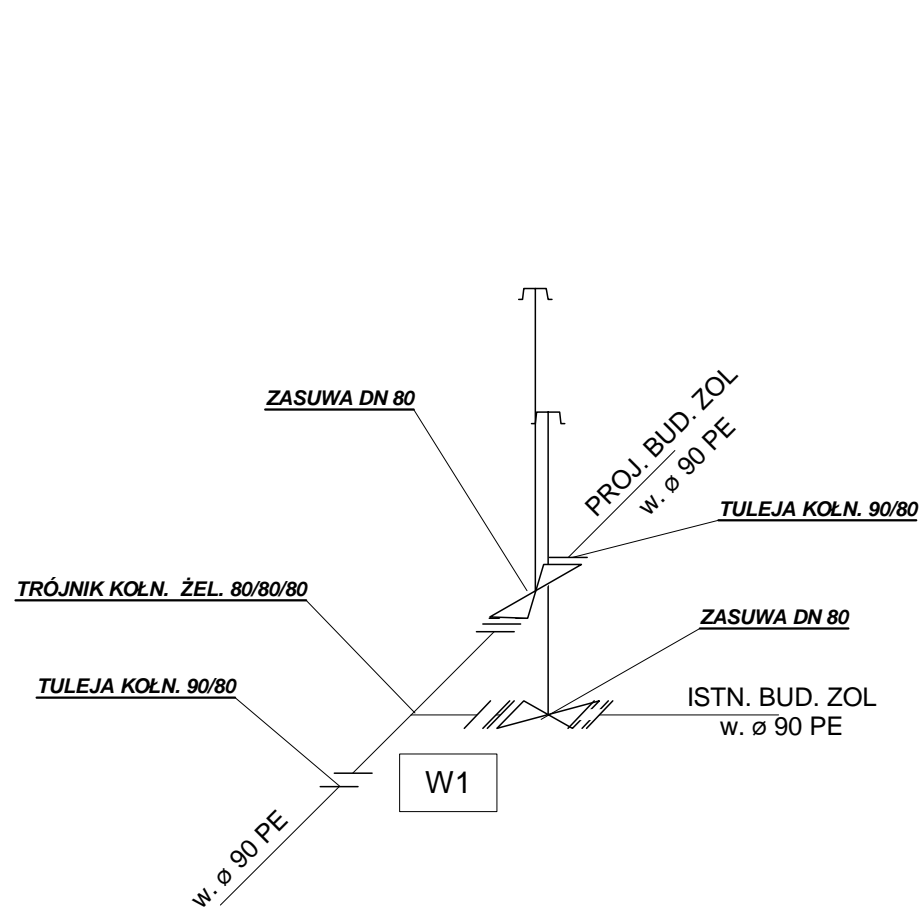 ZASUWA DN 80
PROJ. BUD. ZOL
w. ø 90 PE
TULEJA KOŁN. 90/80
TRÓJNIK KOŁN. ŻEL. 80/80/80
ZASUWA DN 80
TULEJA KOŁN. 90/80
ISTN. BUD. ZOL
w. ø 90 PE
W1
w. ø 90 PE